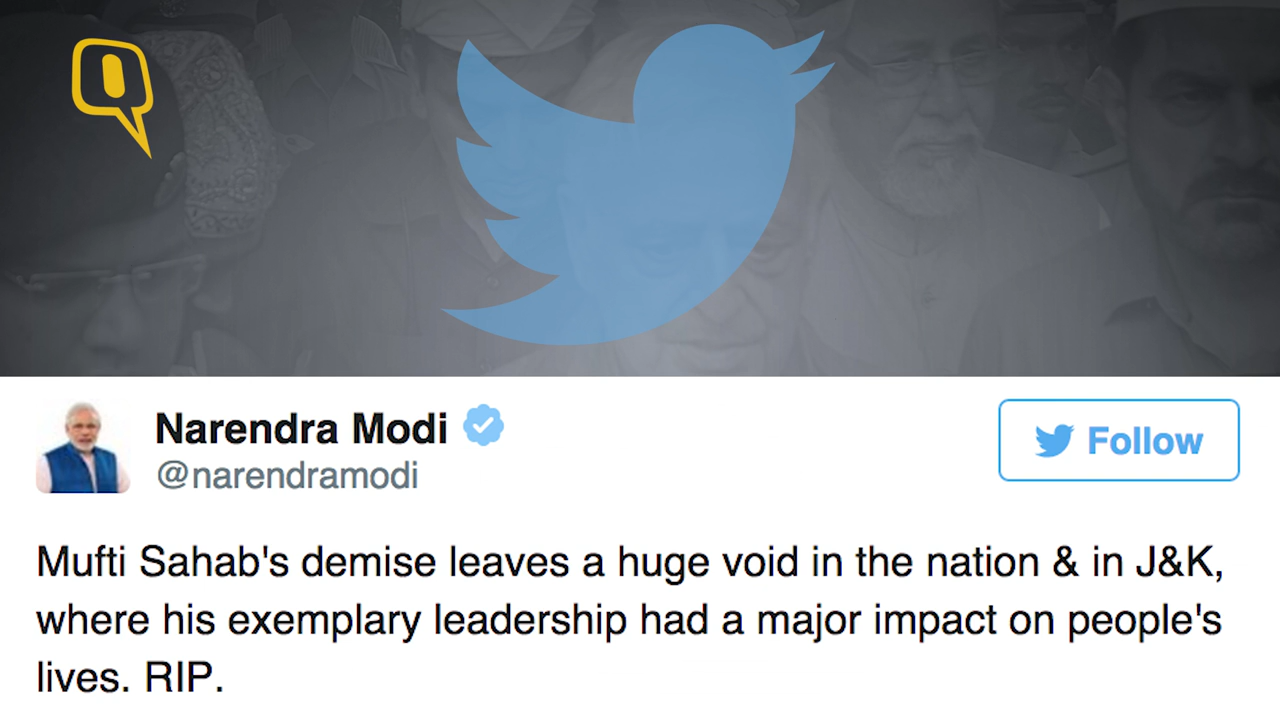 Narendra Modi
@narendramodi
Follow
Mufti Sahab's demise leaves a huge void in the nation & in J&K,
where his exemplary leadership had a major impact on people's
lives. RIP.